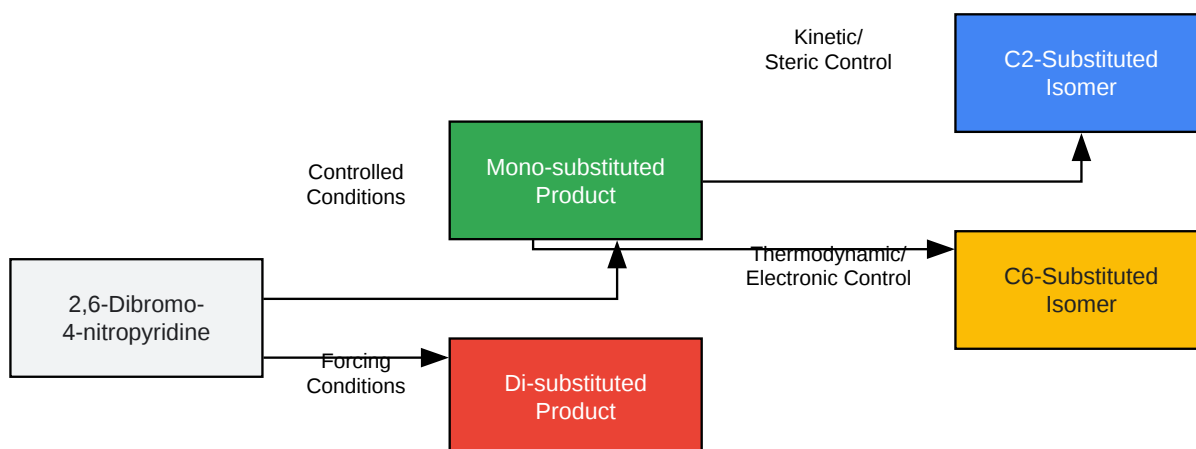 Kinetic/
Steric Control
C2-Substituted
Isomer
Controlled
Conditions
Mono-substituted
Product
Thermodynamic/
Electronic Control
C6-Substituted
Isomer
2,6-Dibromo-
4-nitropyridine
Forcing
Conditions
Di-substituted
Product